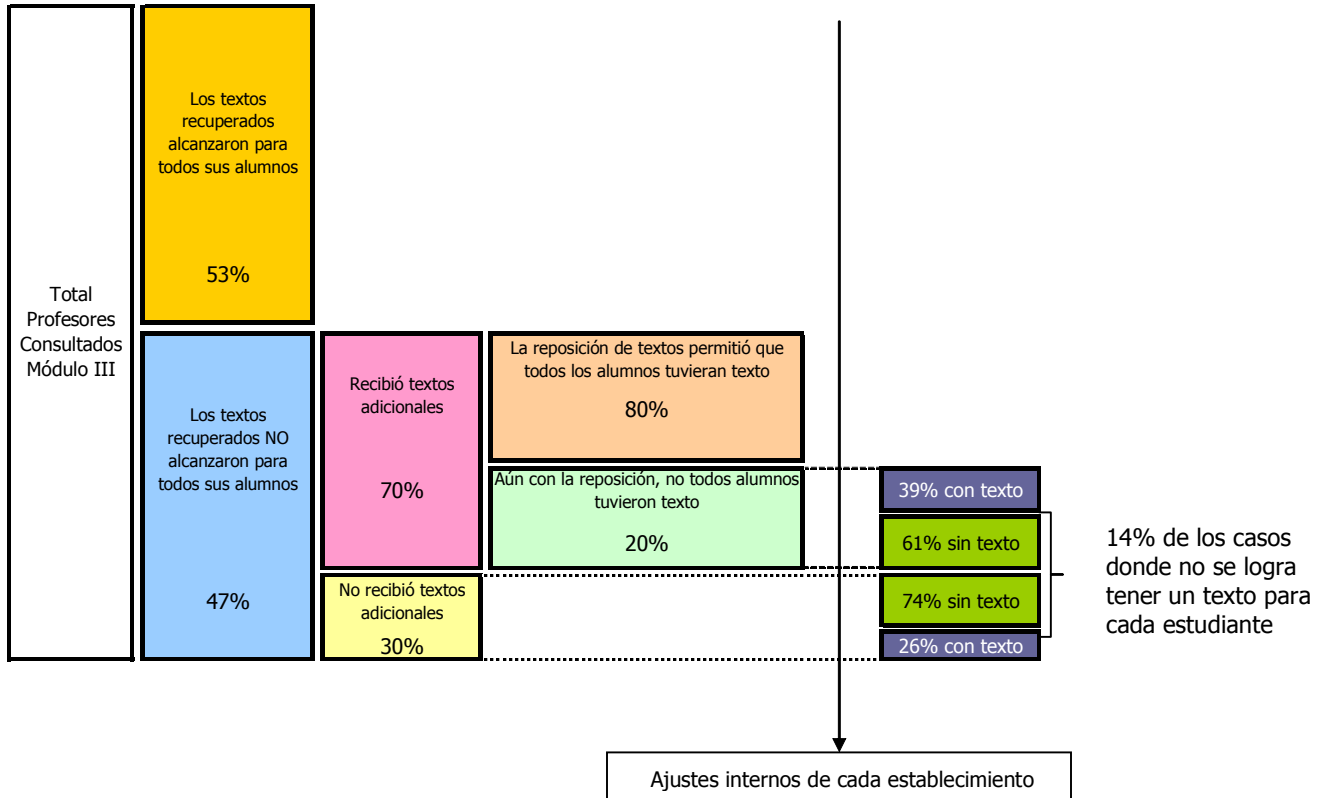 Total
Profesores
Consultados
Módulo III
Los textos
recuperados
alcanzaron para
todos sus alumnos
53%
Los textos
recuperados NO
alcanzaron para
todos sus alumnos
47%
Recibió textos
adicionales
70%
No recibió textos
adicionales
30%
La reposición de textos permitió que
todos los alumnos tuvieran texto
80%
Aún con la reposición, no todos alumnos
tuvieron texto
20%
39% con texto
61% sin texto
74% sin texto
26% con texto
14% de los casos
donde no se logra
tener un texto para
cada estudiante
Ajustes internos de cada establecimiento